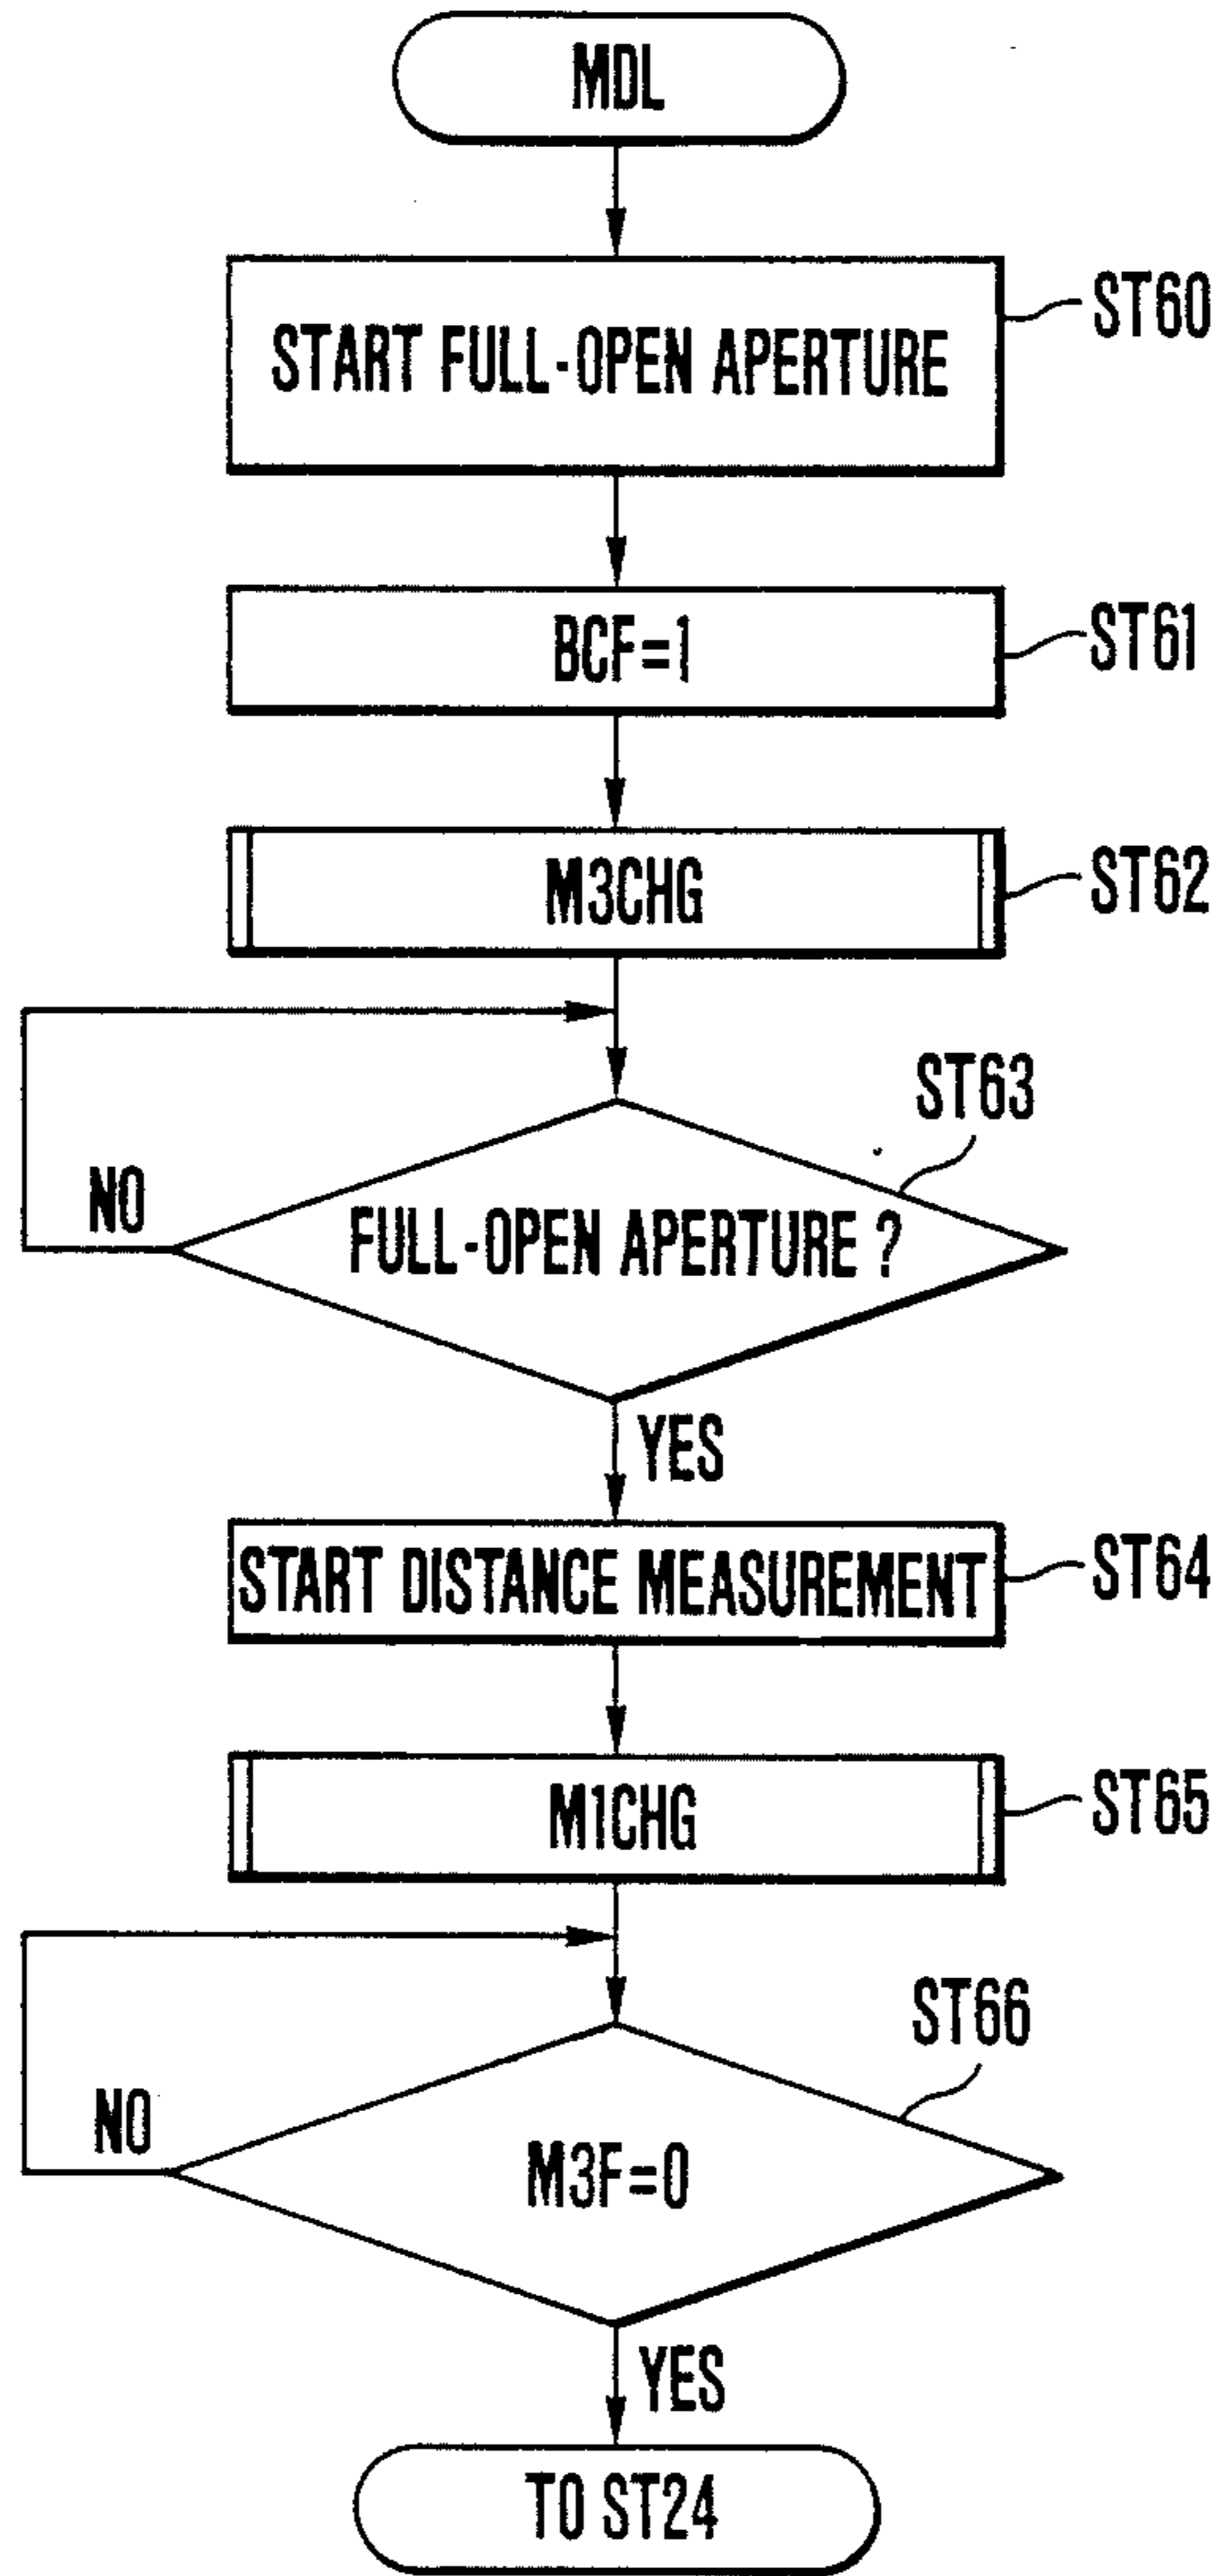 MDL
START FULL-OPEN APERTURE
ST60
BCF=1
ST61
M3CHG
ST62
ST63
NO
FULL-OPEN APERTURE ?
YES
START DISTANCE MEASUREMENT
ST64
M1CHG
ST65
ST66
NO
M3F=0
YES
TO ST24